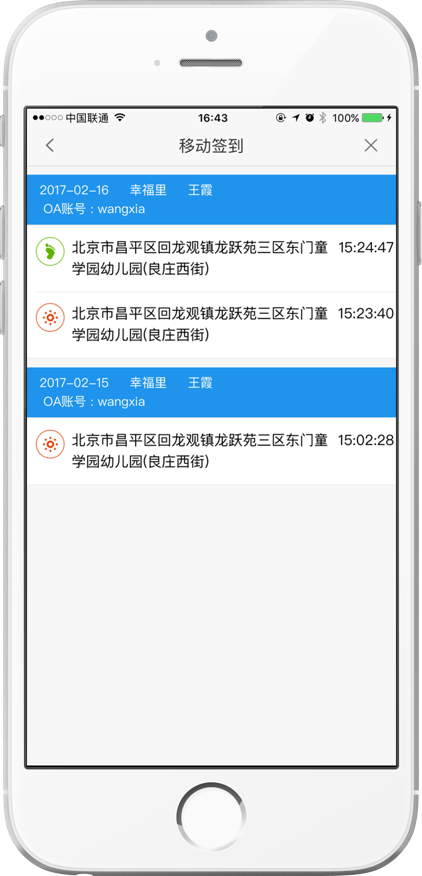 中国联通 16:43 100%
移动签到
2017-02-16 幸福里 王霞
OA账号：wangxia
北京市昌平区回龙观镇龙跃苑三区东门童 15:24:47
学园幼儿园(良庄西街)
北京市昌平区回龙观镇龙跃苑三区东门童 15:23:40
学园幼儿园(良庄西街)
2017-02-15 幸福里 王霞
OA账号：wangxia
北京市昌平区回龙观镇龙跃苑三区东门童 15:02:28
学园幼儿园(良庄西街)